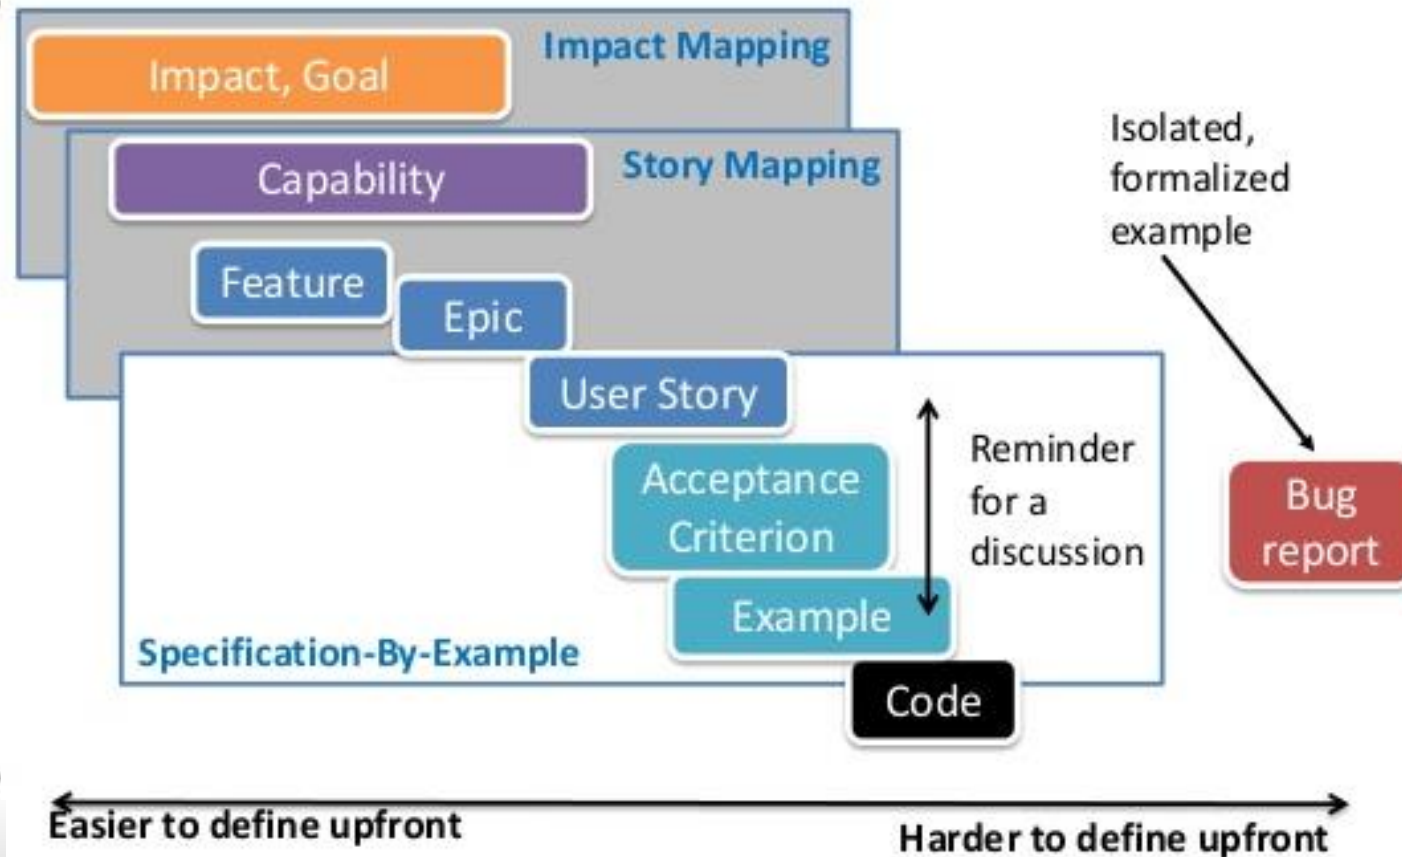 Impact Mapping
Impact, Goal
Isolated,
formalized
example
Story Mapping
Capability
Feature
Epic
User Story
Reminder
for a
discussion
Acceptance
Criterion
Bug
report
Example
Specification-By-Example
Code
Easier to define upfront
Harder to define upfront